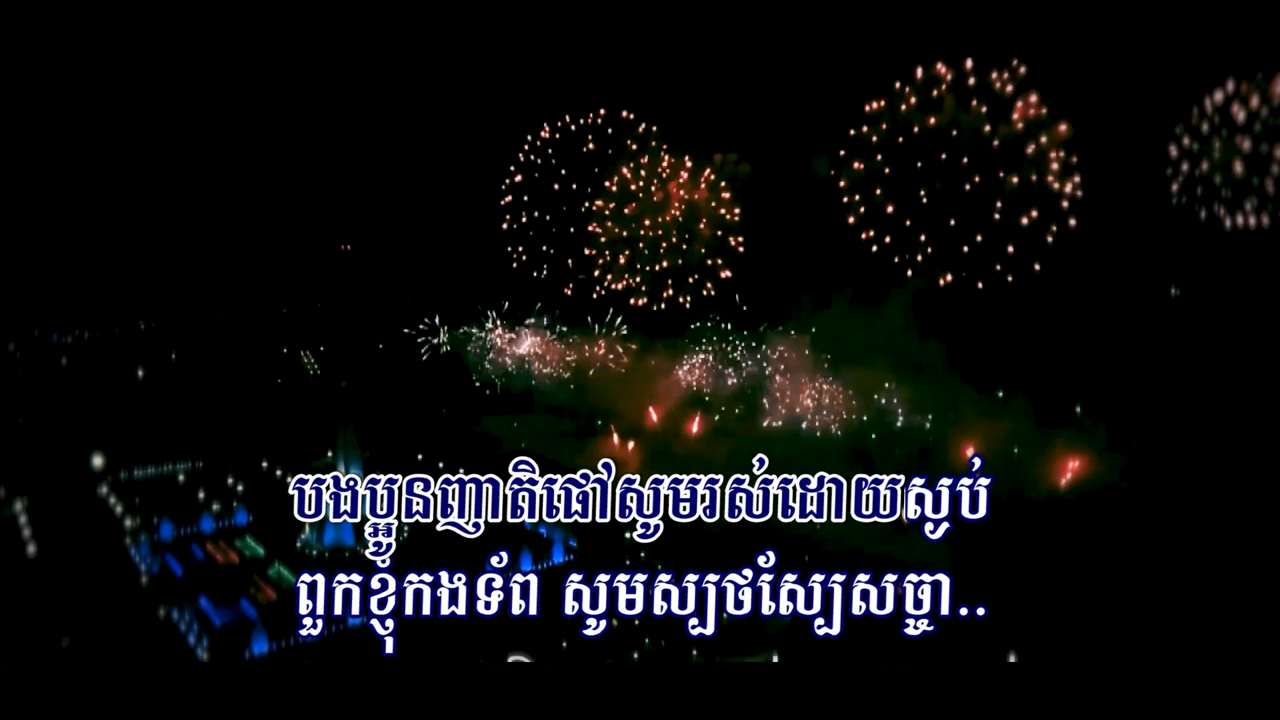 បងប្អូនញាតិផៅសូមរស់ដោយស្ងប់
ពួកខ្ញុំកងទ័ព សូមស្បថស្បែសច្ចា..